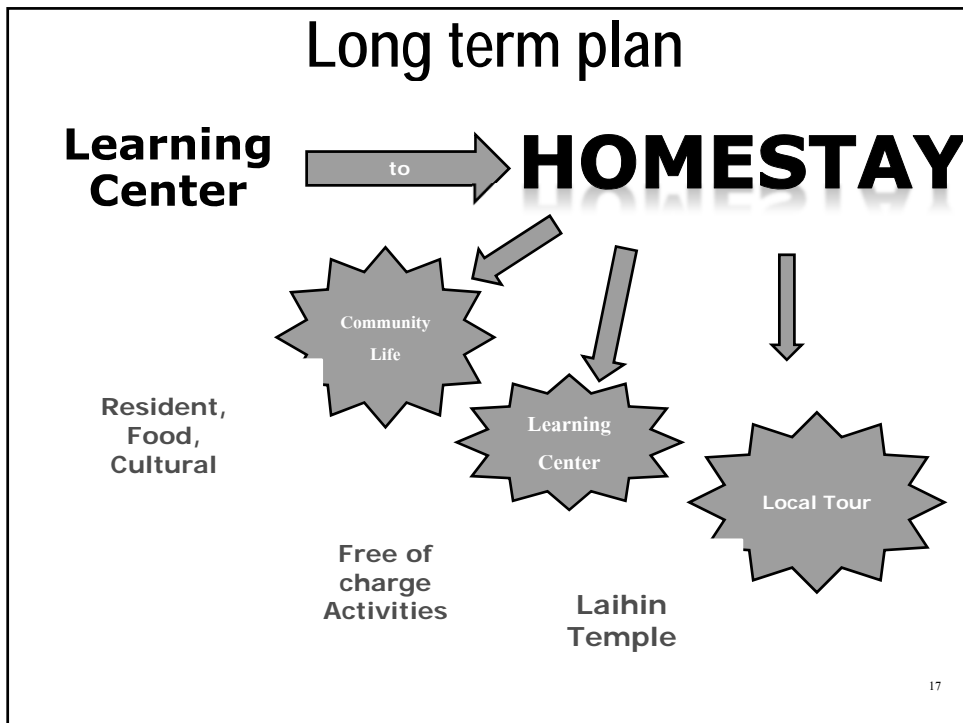 Long term plan
Learning
Center
to
HOMESTAY
Community
Life
Resident,
Food,
Cultural
Learning
Center
Free of
charge
Activities
Local Tour
Laihin
Temple
17